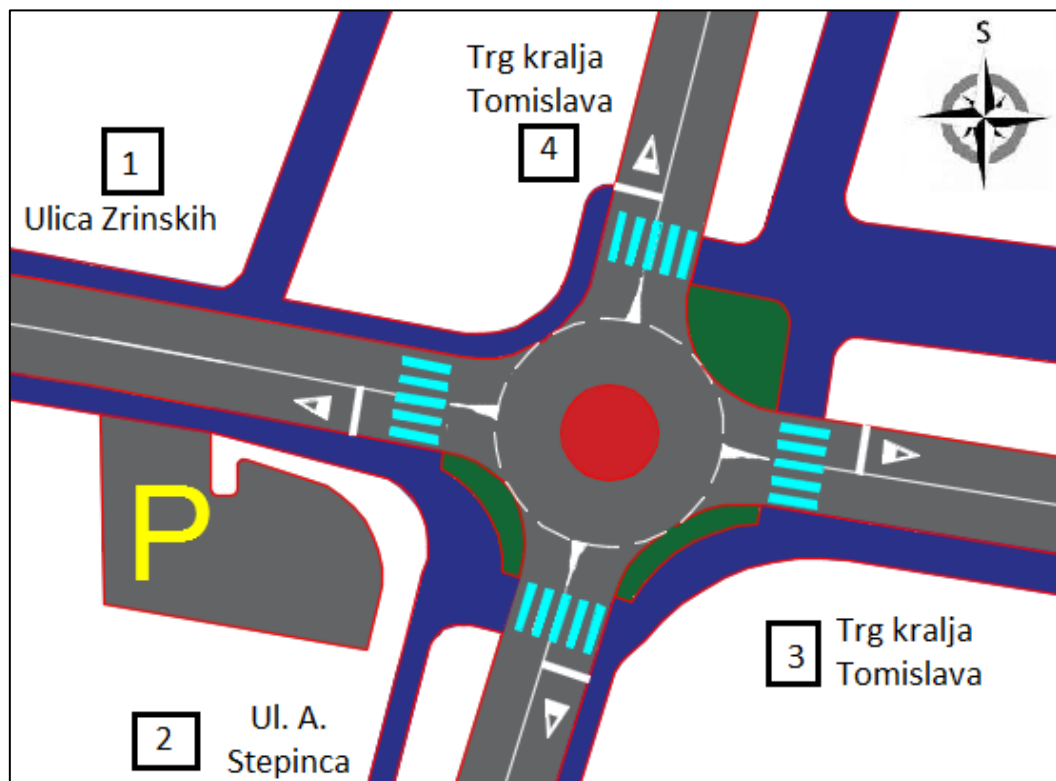 Trg kralja
Tomislava
4
S
1
Ulica Zrinskih
P
3
Trg kralja
Tomislava
2
Ul. A.
Stepinca